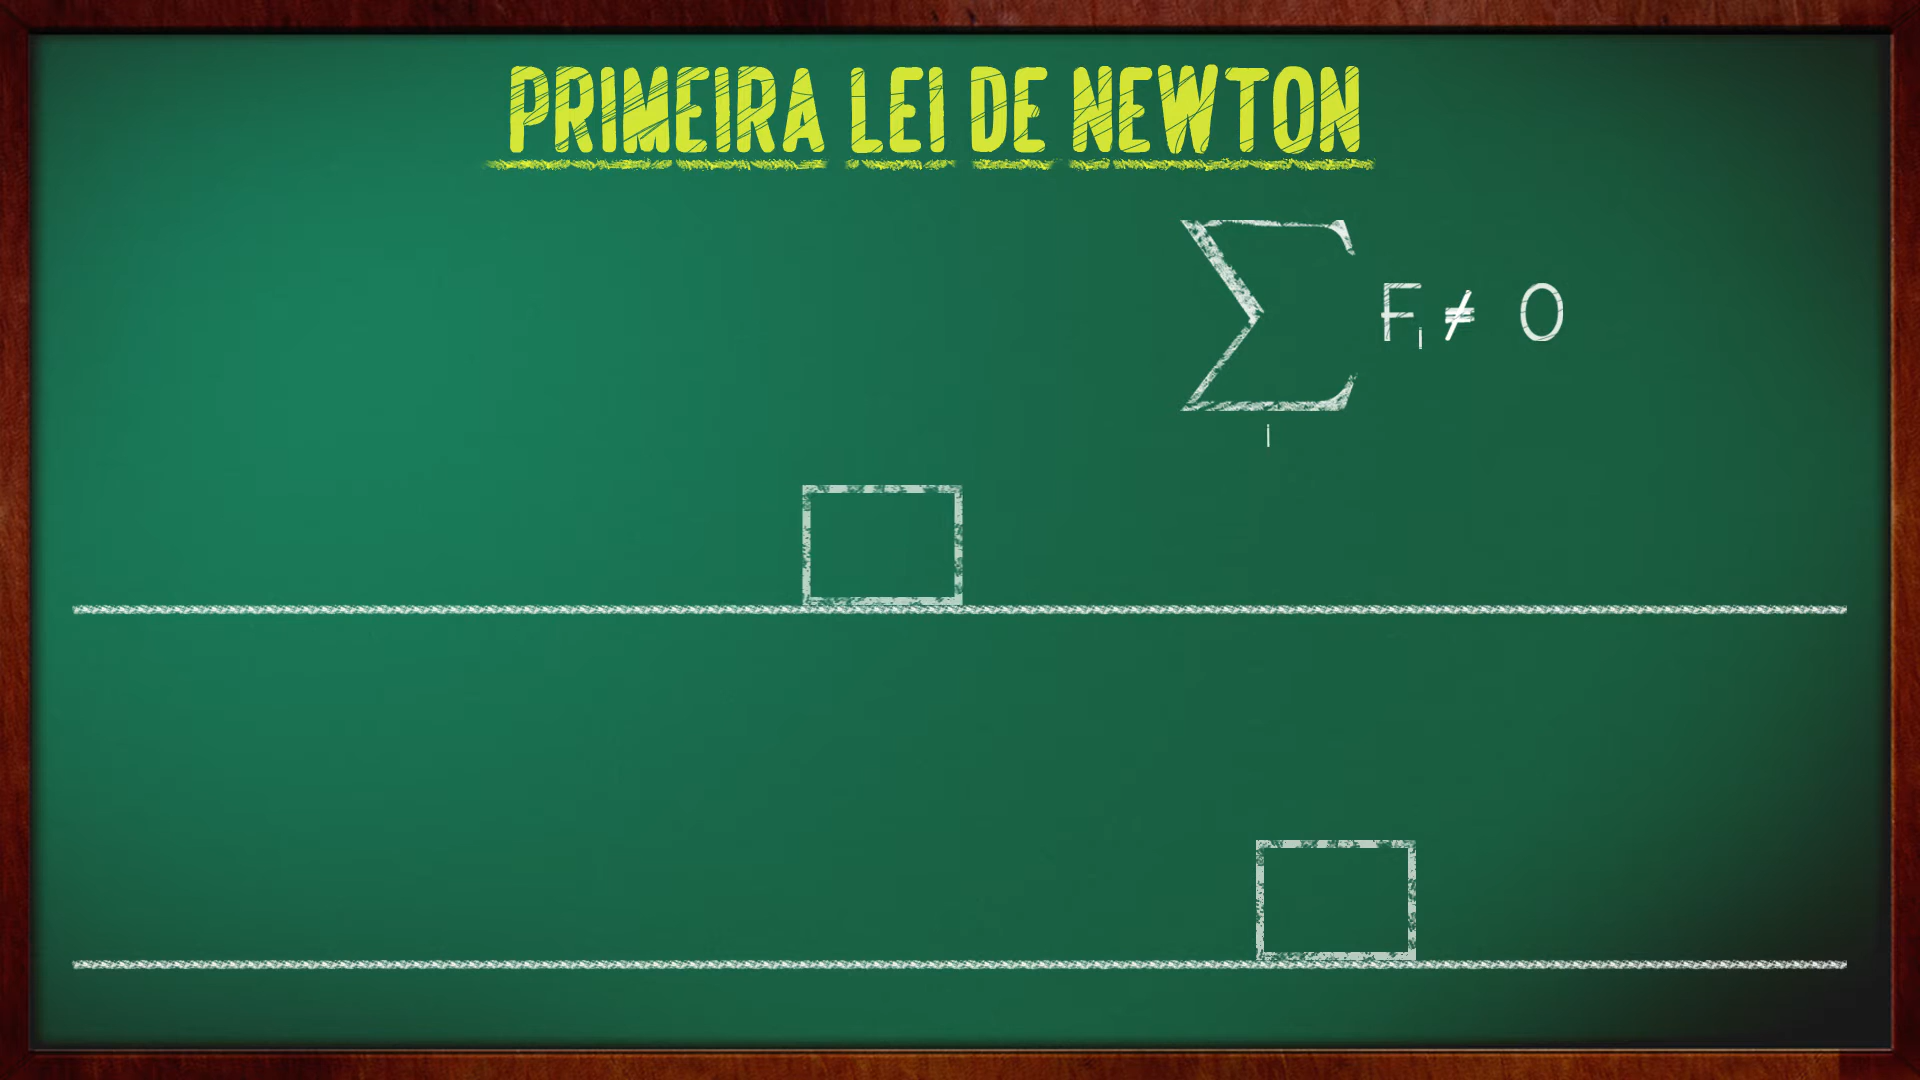 PRIMEIRA LEI DE NEWTON
∑ Fi ≠ 0
i